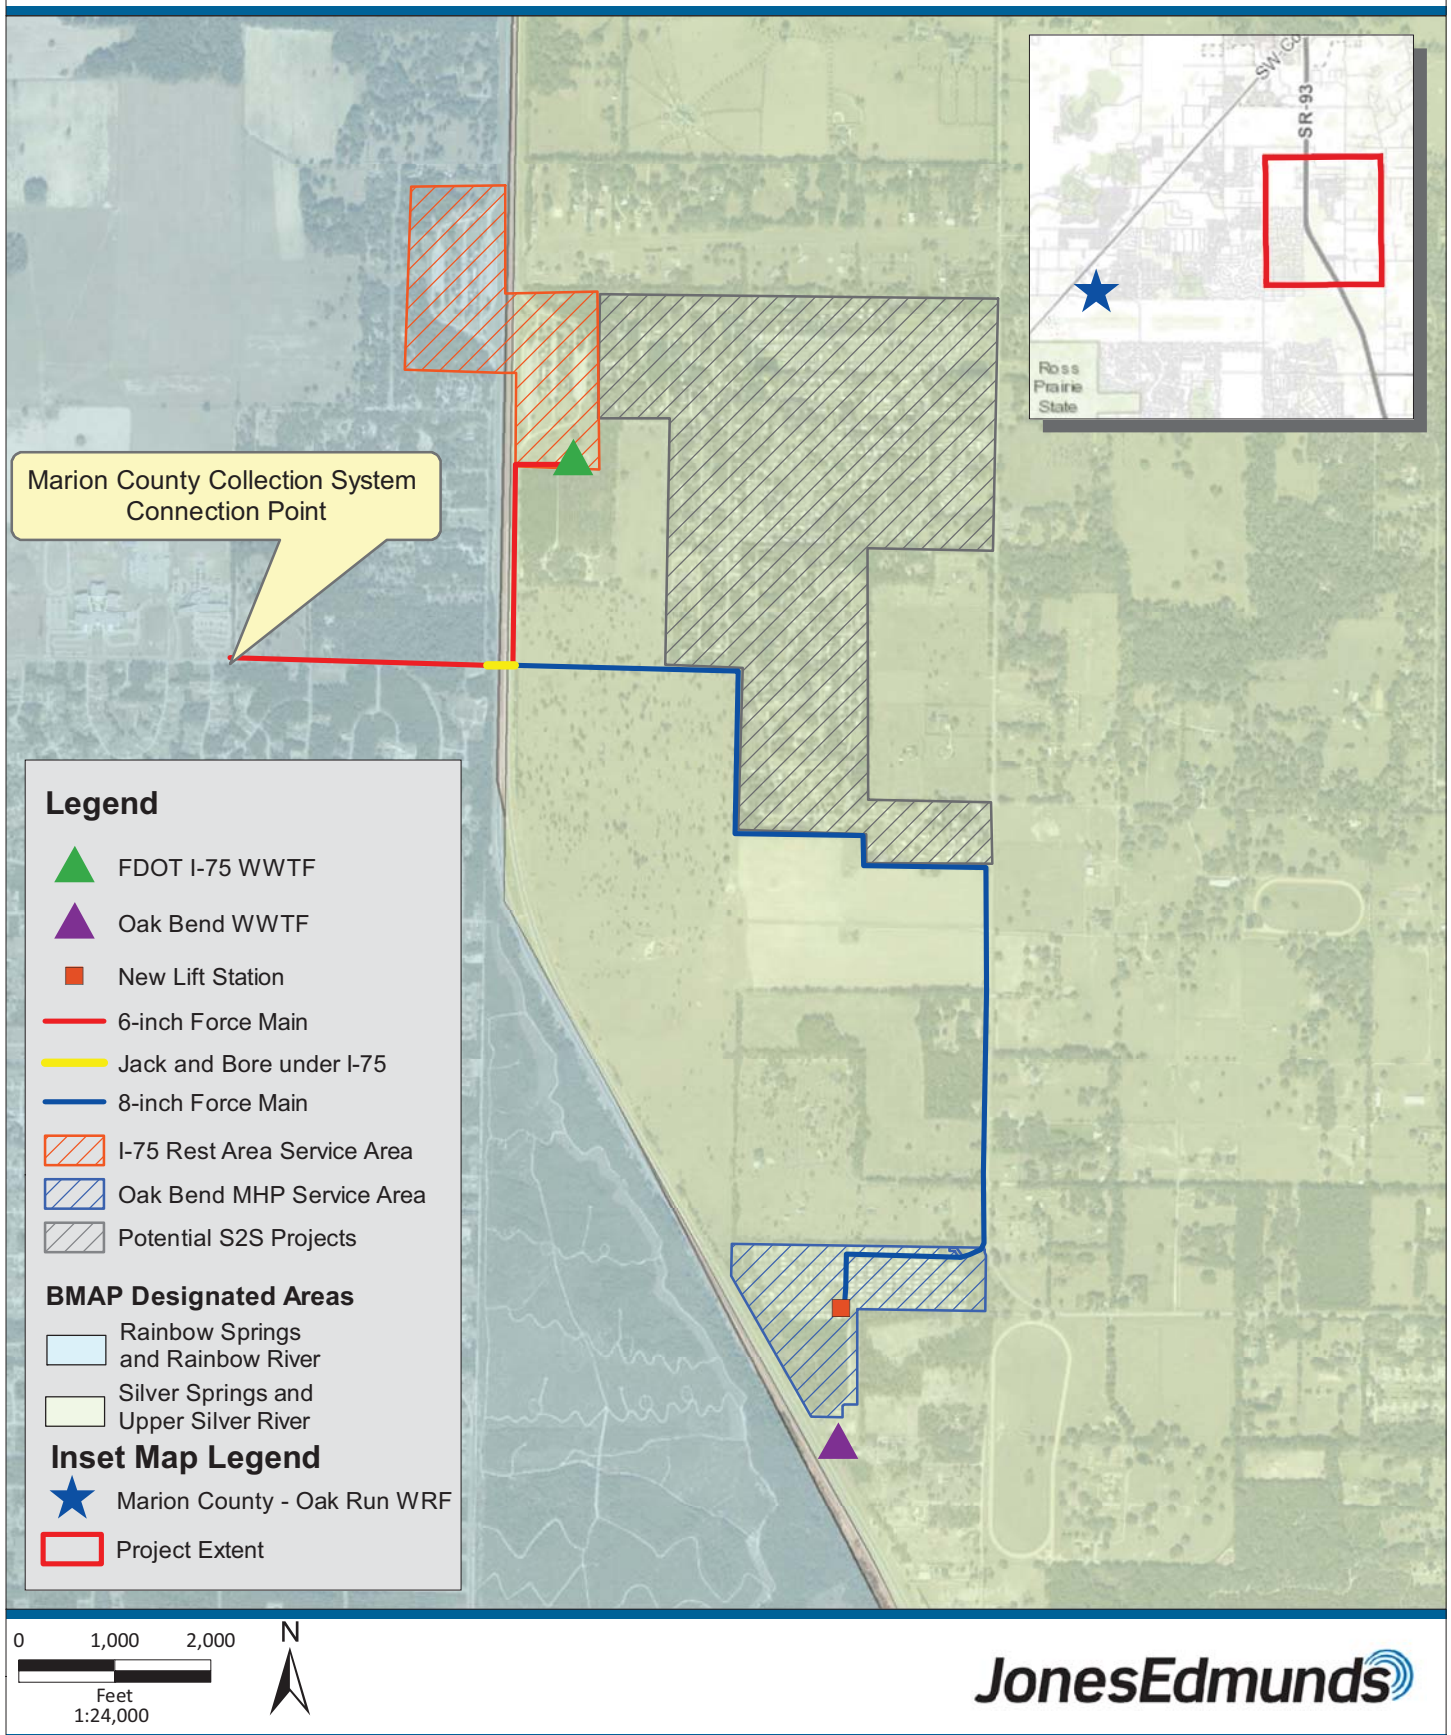 SW-Co
SR-93
Ross
Prairie
State
Marion County Collection System
Connection Point
Legend
FDOT I-75 WWTF
Oak Bend WWTF
New Lift Station
6-inch Force Main
Jack and Bore under I-75
8-inch Force Main
I-75 Rest Area Service Area
Oak Bend MHP Service Area
Potential S2S Projects
BMAP Designated Areas
Rainbow Springs
and Rainbow River
Silver Springs and
Upper Silver River
Inset Map Legend
Marion County - Oak Run WRF
Project Extent
0 1,000 2,000
Feet
1:24,000
N
JonesEdmunds